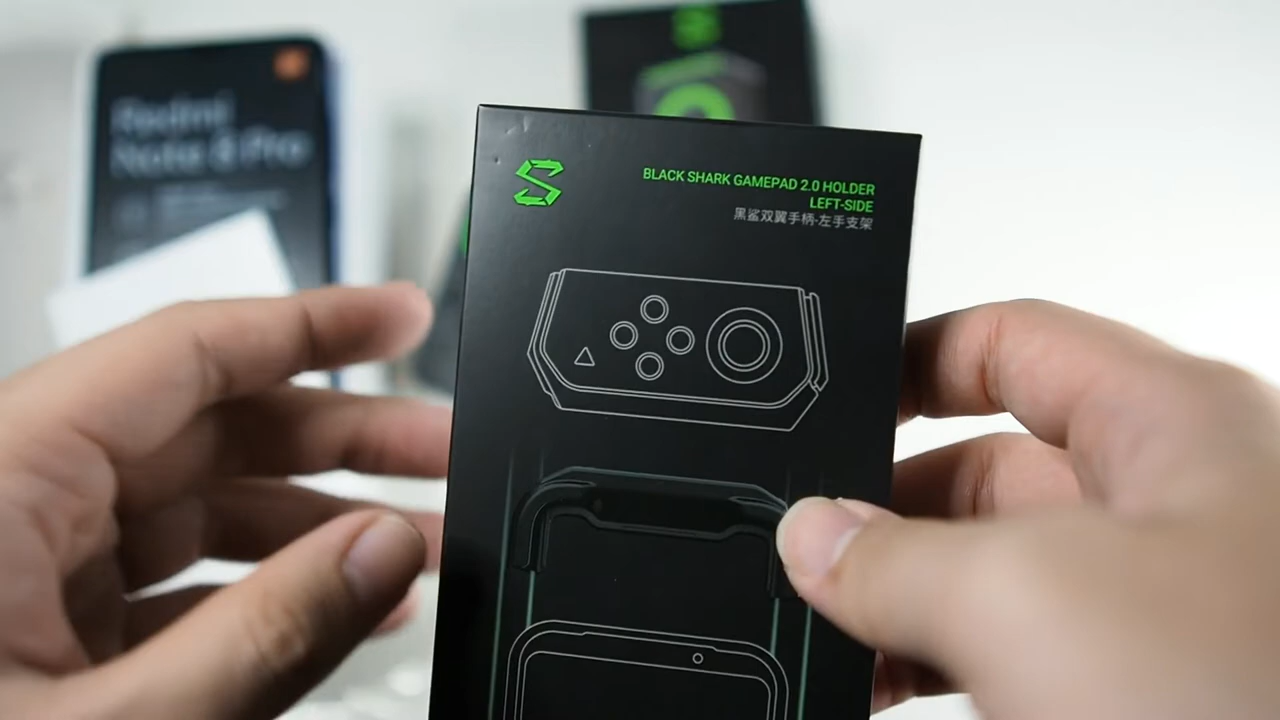 Redmi
Note 8 Pro
BLACK SHARK GAMEPAD 2.0 HOLDER
LEFT-SIDE
黑鲨双翼手柄-左手支架